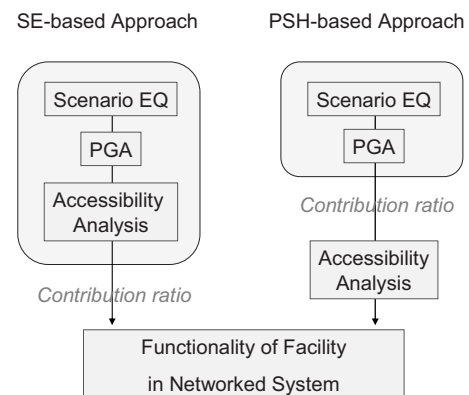 SE-based Approach
PSH-based Approach
Scenario EQ
PGA
Accessibility
Analysis
Contribution ratio
Scenario EQ
PGA
Contribution ratio
Accessibility
Analysis
Functionality of Facility
in Networked System